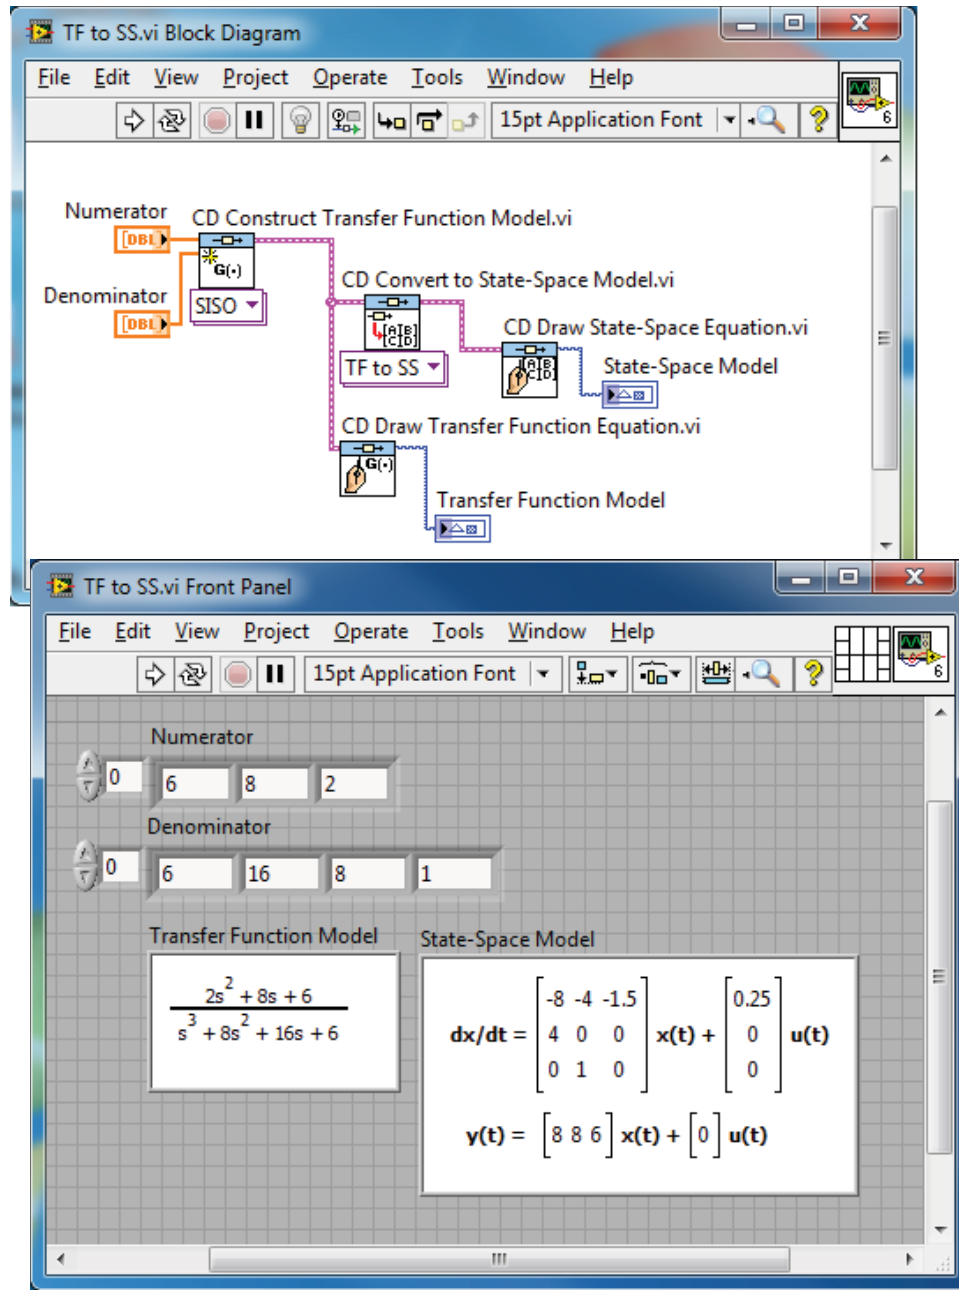 TF to SS.vi Block Diagram
File Edit View Project Operate Tools Window Help
15pt Application Font
?
6
Numerator
CD Construct Transfer Function Model.vi
[DBL]
G(·)
CD Convert to State-Space Model.vi
Denominator
SISO
[DBL]
[A|B]
[C|D]
CD Draw State-Space Equation.vi
TF to SS
[A|B]
[C|D]
State-Space Model
CD Draw Transfer Function Equation.vi
G(·)
Transfer Function Model
TF to SS.vi Front Panel
File Edit View Project Operate Tools Window Help
15pt Application Font
?
6
Numerator
0 6 8 2
Denominator
0 6 16 8 1
Transfer Function Model
State-Space Model
2s² + 8s + 6
s³ + 8s² + 16s + 6
-8 -4 -1.5 0.25
dx/dt = 4 0 0 x(t) + 0 u(t)
0 1 0 0
y(t) = [8 8 6] x(t) + [0] u(t)